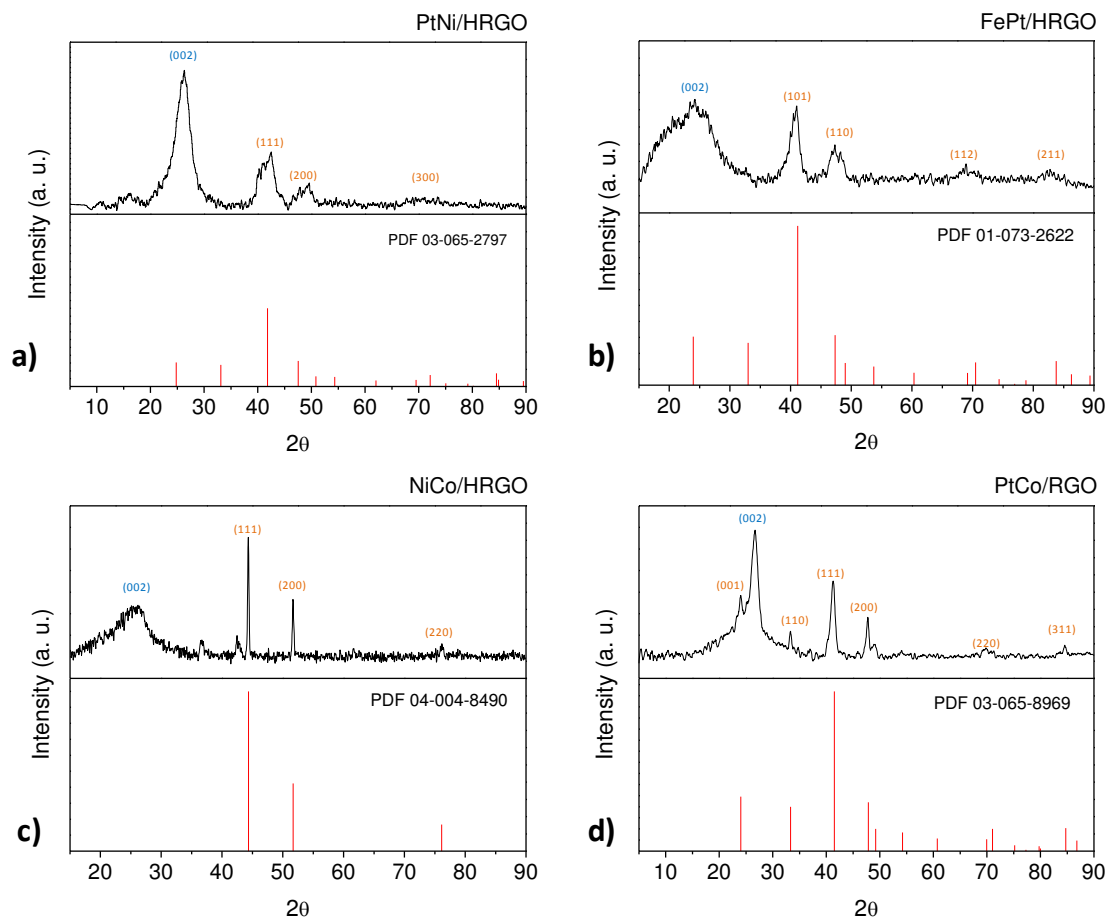 PtNi/HRGO
(002)
(111)
(200)
(300)
Intensity (a. u.)
PDF 03-065-2797
a)
10 20 30 40 50 60 70 80 90
2θ
FePt/HRGO
(002)
(101)
(110)
(112)
(211)
Intensity (a. u.)
PDF 01-073-2622
b)
20 30 40 50 60 70 80 90
2θ
NiCo/HRGO
(111)
(002)
(200)
(220)
Intensity (a. u.)
PDF 04-004-8490
c)
20 30 40 50 60 70 80 90
2θ
PtCo/RGO
(002)
(001)
(111)
(110)
(200)
(220)
(311)
Intensity (a. u.)
PDF 03-065-8969
d)
10 20 30 40 50 60 70 80 90
2θ